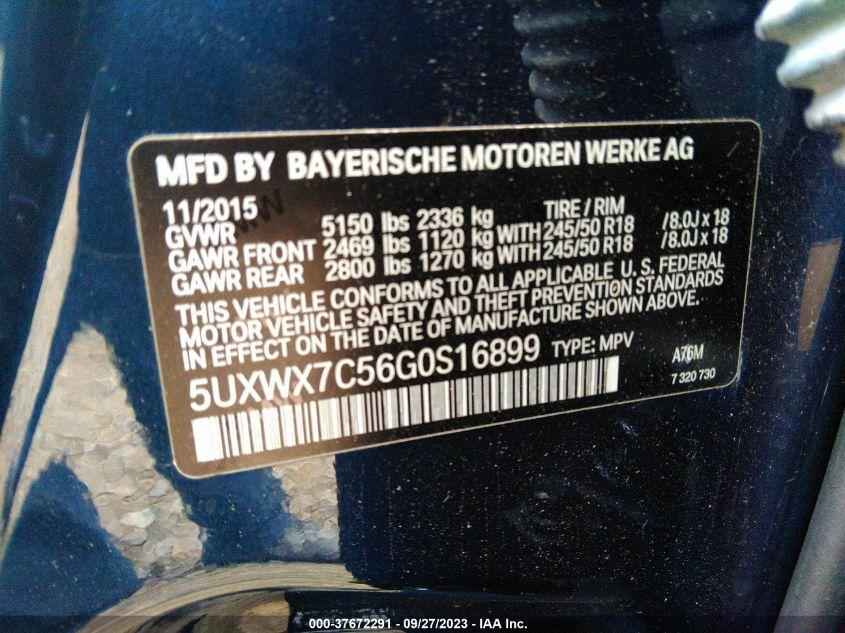 MFD BY BAYERISCHE MOTOREN WERKE AG
11/2015 TIRE / RIM
GVWR 5150 lbs 2336 kg
GAWR FRONT 2469 lbs 1120 kg WITH 245/50 R18 /8.0J x 18
GAWR REAR 2800 lbs 1270 kg WITH 245/50 R18 /8.0J x 18
THIS VEHICLE CONFORMS TO ALL APPLICABLE U. S. FEDERAL
MOTOR VEHICLE SAFETY AND THEFT PREVENTION STANDARDS
IN EFFECT ON THE DATE OF MANUFACTURE SHOWN ABOVE.
5UXWX7C56G0S16899 TYPE: MPV A76M
7 320 730
000-37672291 - 09/27/2023 - IAA Inc.